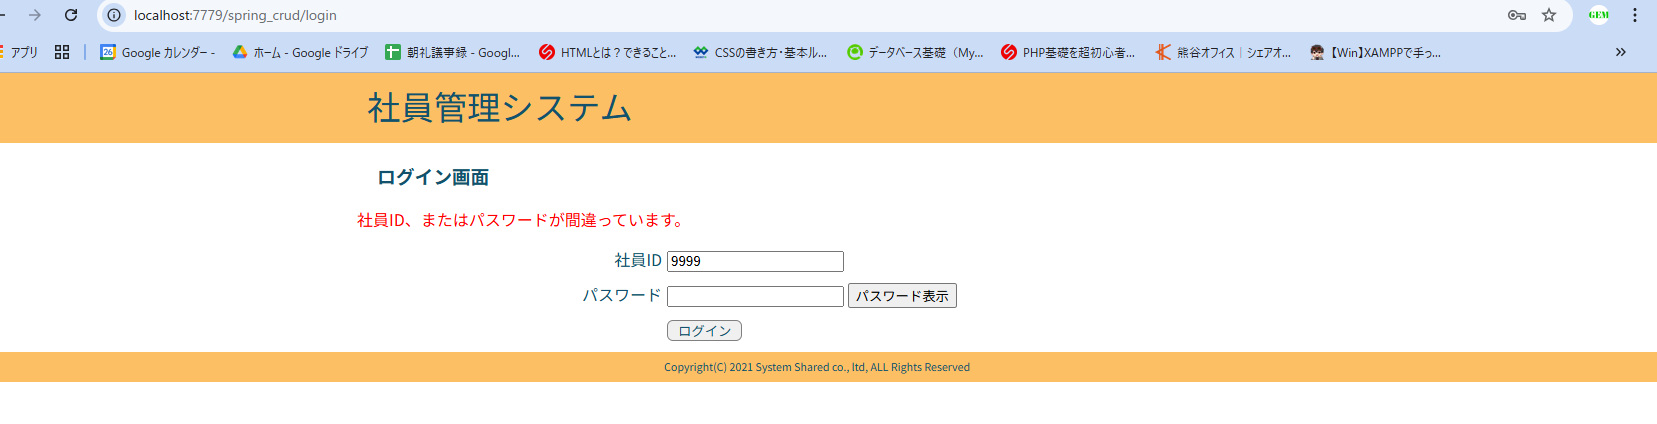 localhost:7779/spring_crud/login
GEM
アプリ
26 Google カレンダー -
ホーム - Google ドライブ
朝礼議事録 - Googl...
HTMLとは？できること...
CSSの書き方・基本ル...
データベース基礎（My...
PHP基礎を超初心者...
熊谷オフィス｜シェアオ...
【Win】XAMPPで手っ...
»
社員管理システム
ログイン画面
社員ID、またはパスワードが間違っています。
社員ID 9999
パスワード パスワード表示
ログイン
Copyright(C) 2021 System Shared co., ltd, ALL Rights Reserved